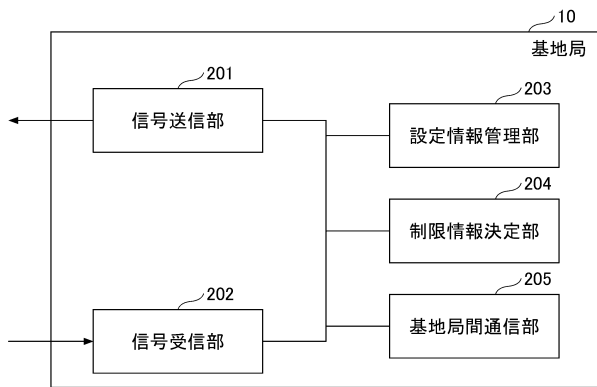 10
基地局
201
信号送信部
203
設定情報管理部
204
制限情報決定部
202
信号受信部
205
基地局間通信部